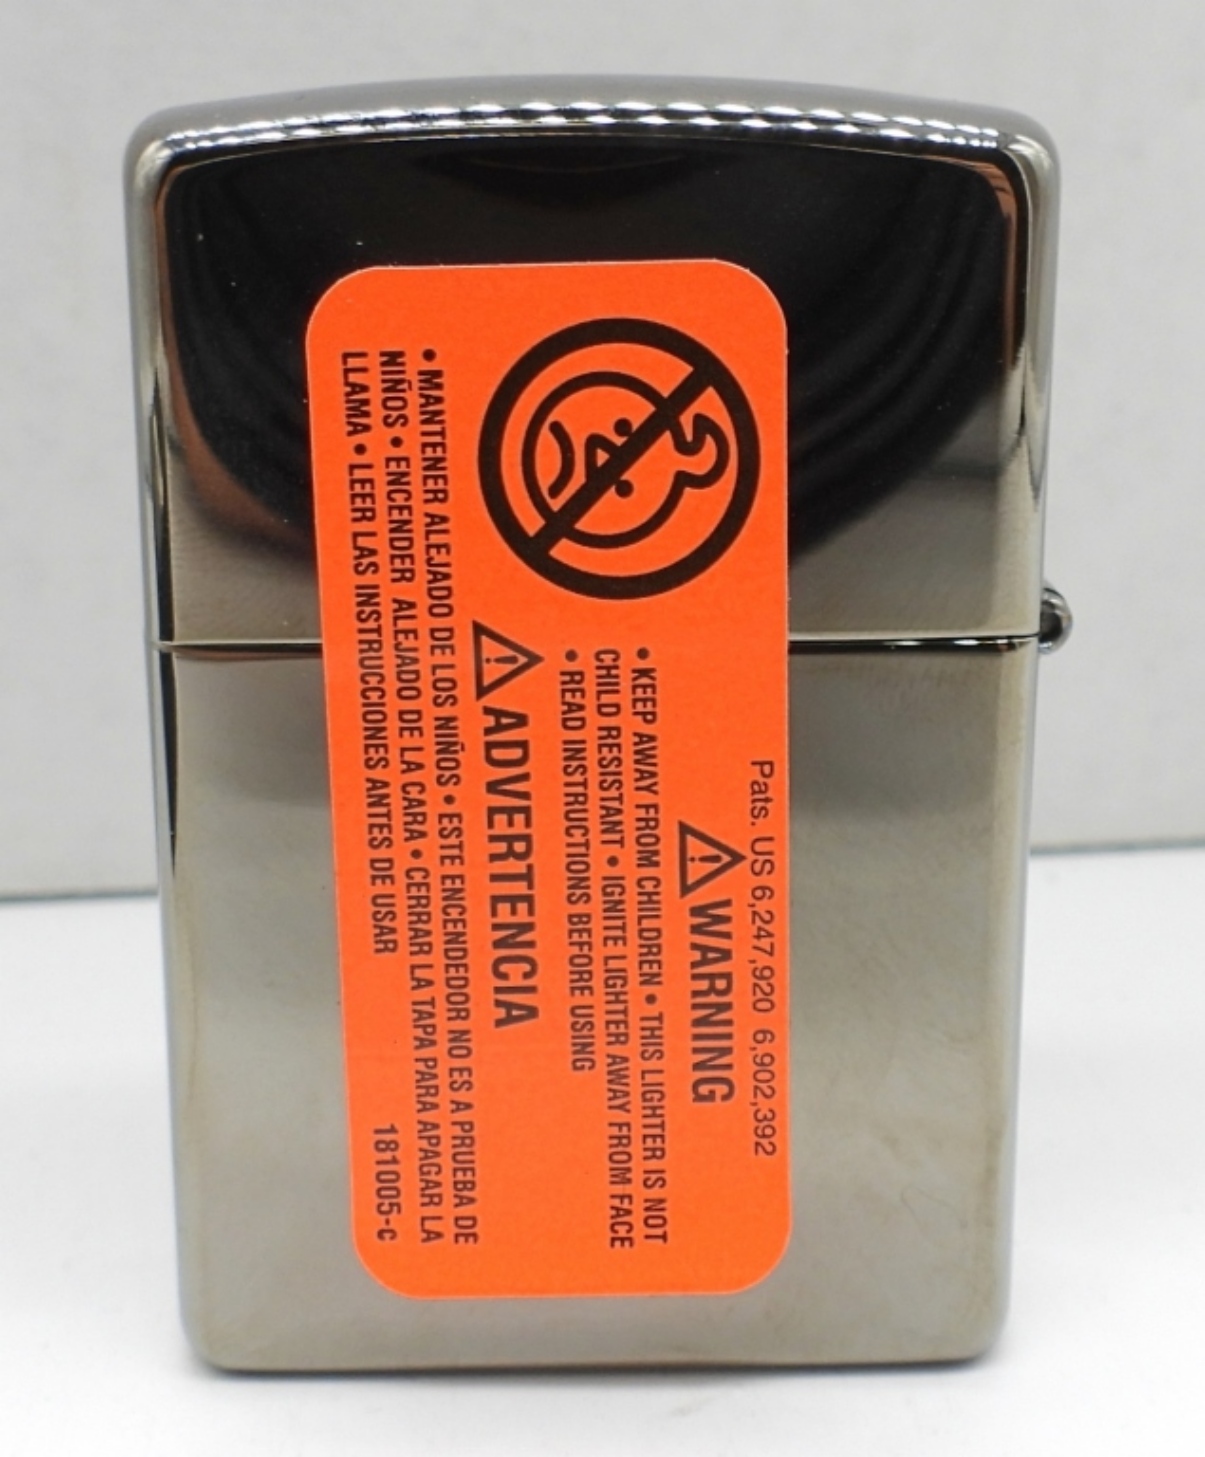 Pats. US 6,247,920 6,902,392
WARNING
• KEEP AWAY FROM CHILDREN • THIS LIGHTER IS NOT
CHILD RESISTANT • IGNITE LIGHTER AWAY FROM FACE
• READ INSTRUCTIONS BEFORE USING
ADVERTENCIA
• MANTENER ALEJADO DE LOS NIÑOS • ESTE ENCENDEDOR NO ES A PRUEBA DE
NIÑOS • ENCENDER ALEJADO DE LA CARA • CERRAR LA TAPA PARA APAGAR LA
LLAMA • LEER LAS INSTRUCCIONES ANTES DE USAR 181005-c